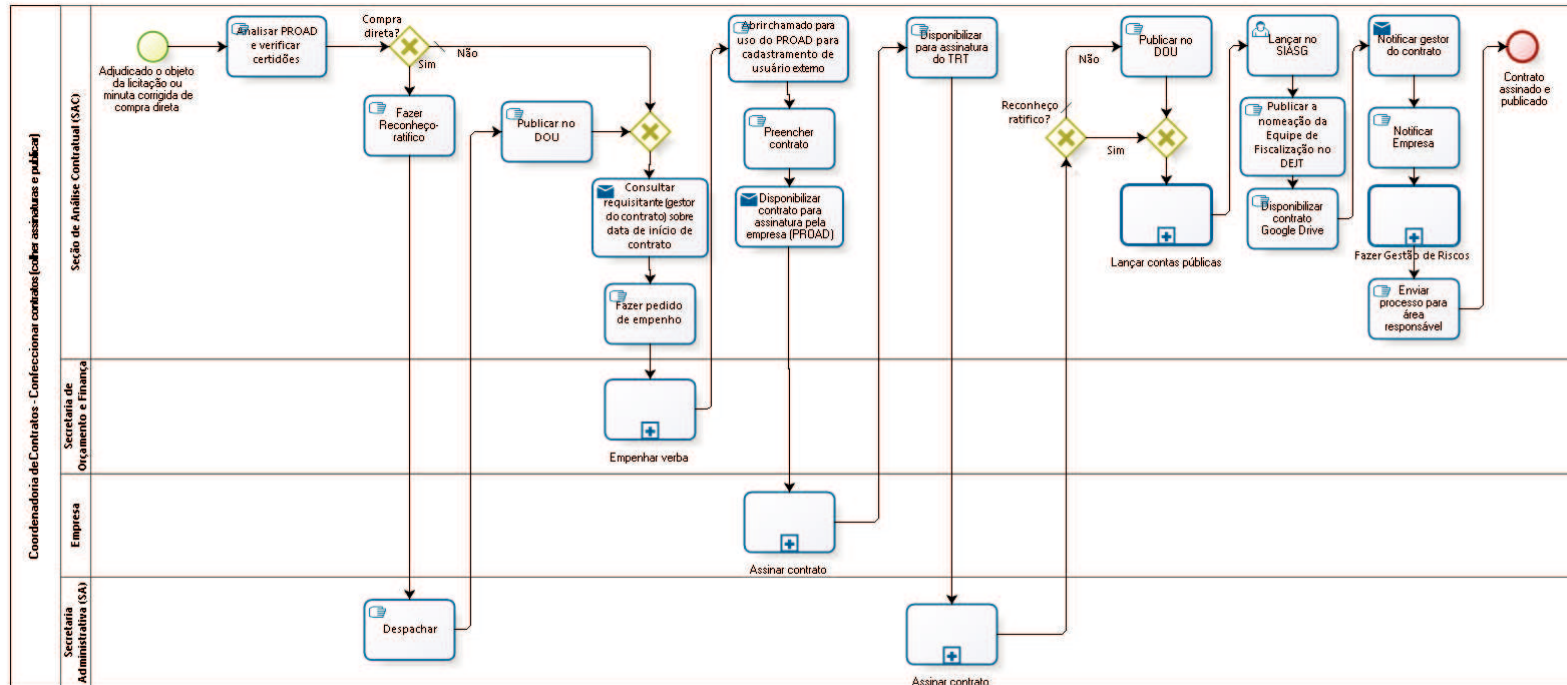 Coordenadoria de Contratos - Confeccionar contratos (colher assinaturas e publicar)
Seção de Análise Contratual (SAC)
Adjudicado o objeto
da licitação ou
minuta corrigida de
compra direta
Analisar PROAD
e verificar
certidões
Compra
direta?
Não
Sim
Fazer
Reconheço-
ratifico
Publicar no
DOU
Consultar
requisitante (gestor
do contrato) sobre
data de início de
contrato
Fazer pedido
de empenho
Abrir chamado para
uso do PROAD para
cadastramento de
usuário externo
Preencher
contrato
Disponibilizar
contrato para
assinatura pela
empresa (PROAD)
Disponibilizar
para assinatura
do TRT
Reconheço
ratifico?
Não
Sim
Publicar no
DOU
Lançar contas públicas
Lançar no
SIASG
Publicar a
nomeação da
Equipe de
Fiscalização no
DEJT
Disponibilizar
contrato
Google Drive
Notificar gestor
do contrato
Notificar
Empresa
Fazer Gestão de Riscos
Enviar
processo para
área
responsável
Contrato
assinado e
publicado
Secretaria de
Orçamento e Finança
Empenhar verba
Empresa
Assinar contrato
Secretaria
Administrativa (SA)
Despachar
Assinar contrato